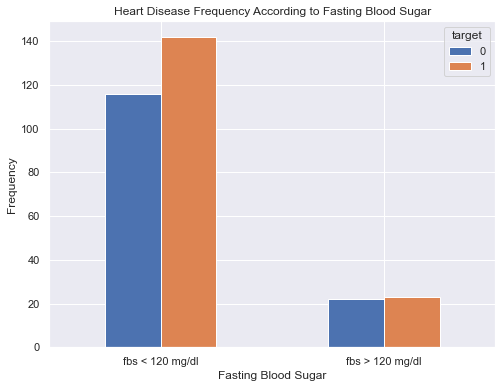 Heart Disease Frequency According to Fasting Blood Sugar
target
0
1
140
120
100
80
60
40
20
0
Frequency
fbs < 120 mg/dl
fbs > 120 mg/dl
Fasting Blood Sugar